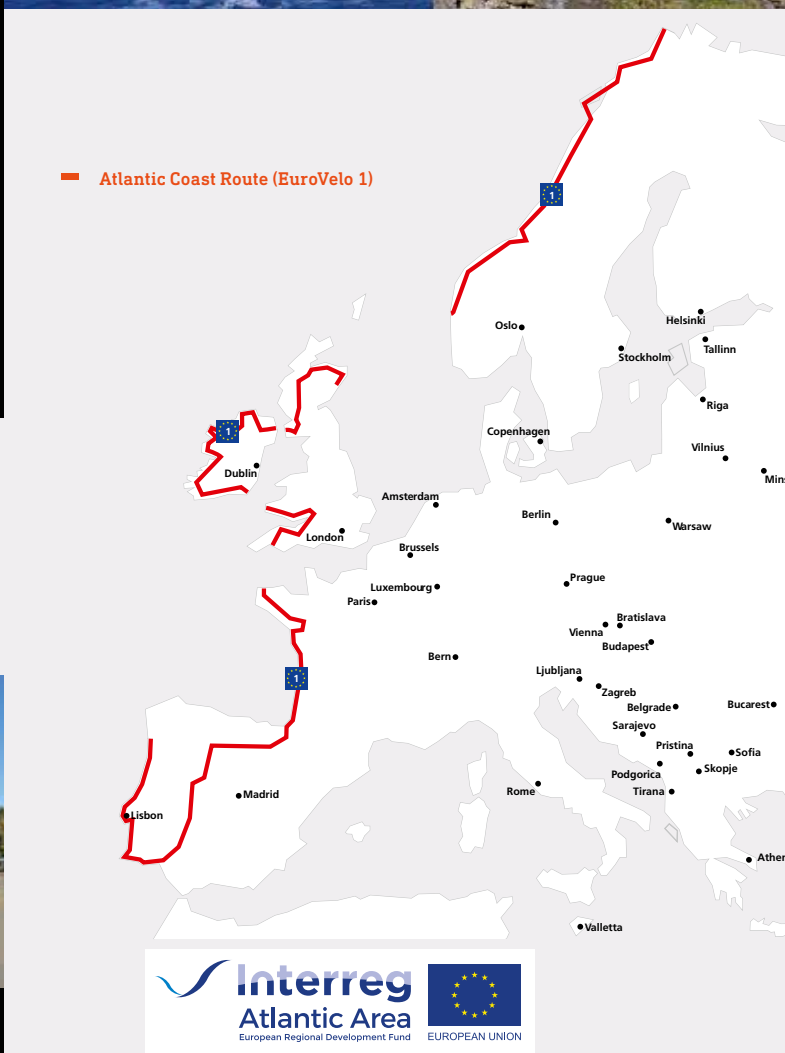 Atlantic Coast Route (EuroVelo 1)
1
Oslo
Helsinki
Stockholm
Tallinn
Riga
Copenhagen
1
Vilnius
Dublin
Mins
Amsterdam
Berlin
Warsaw
London
Brussels
Prague
Luxembourg
Paris
Bratislava
Vienna
Budapest
Bern
Ljubljana
1
Zagreb
Belgrade
Bucarest
Sarajevo
Pristina
Sofia
Podgorica
Skopje
Rome
Tirana
Madrid
Lisbon
Ather
Valletta
Interreg
Atlantic Area
European Regional Development Fund
EUROPEAN UNION